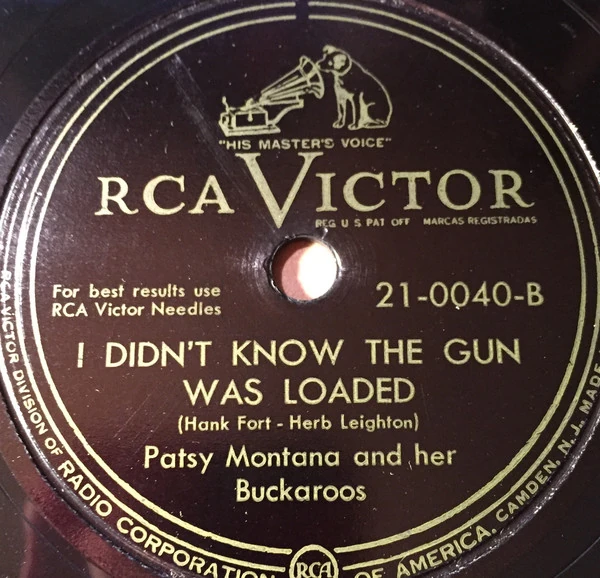 "HIS MASTER'S VOICE"
RCA VICTOR
REG. U S PAT OFF MARCAS REGISTRADAS
For best results use
RCA Victor Needles
21-0040-B
I DIDN'T KNOW THE GUN
WAS LOADED
(Hank Fort - Herb Leighton)
Patsy Montana and her
Buckaroos
RCA VICTOR DIVISION OF RADIO CORPORATION OF AMERICA, CAMDEN, N.J. MADE
RCA